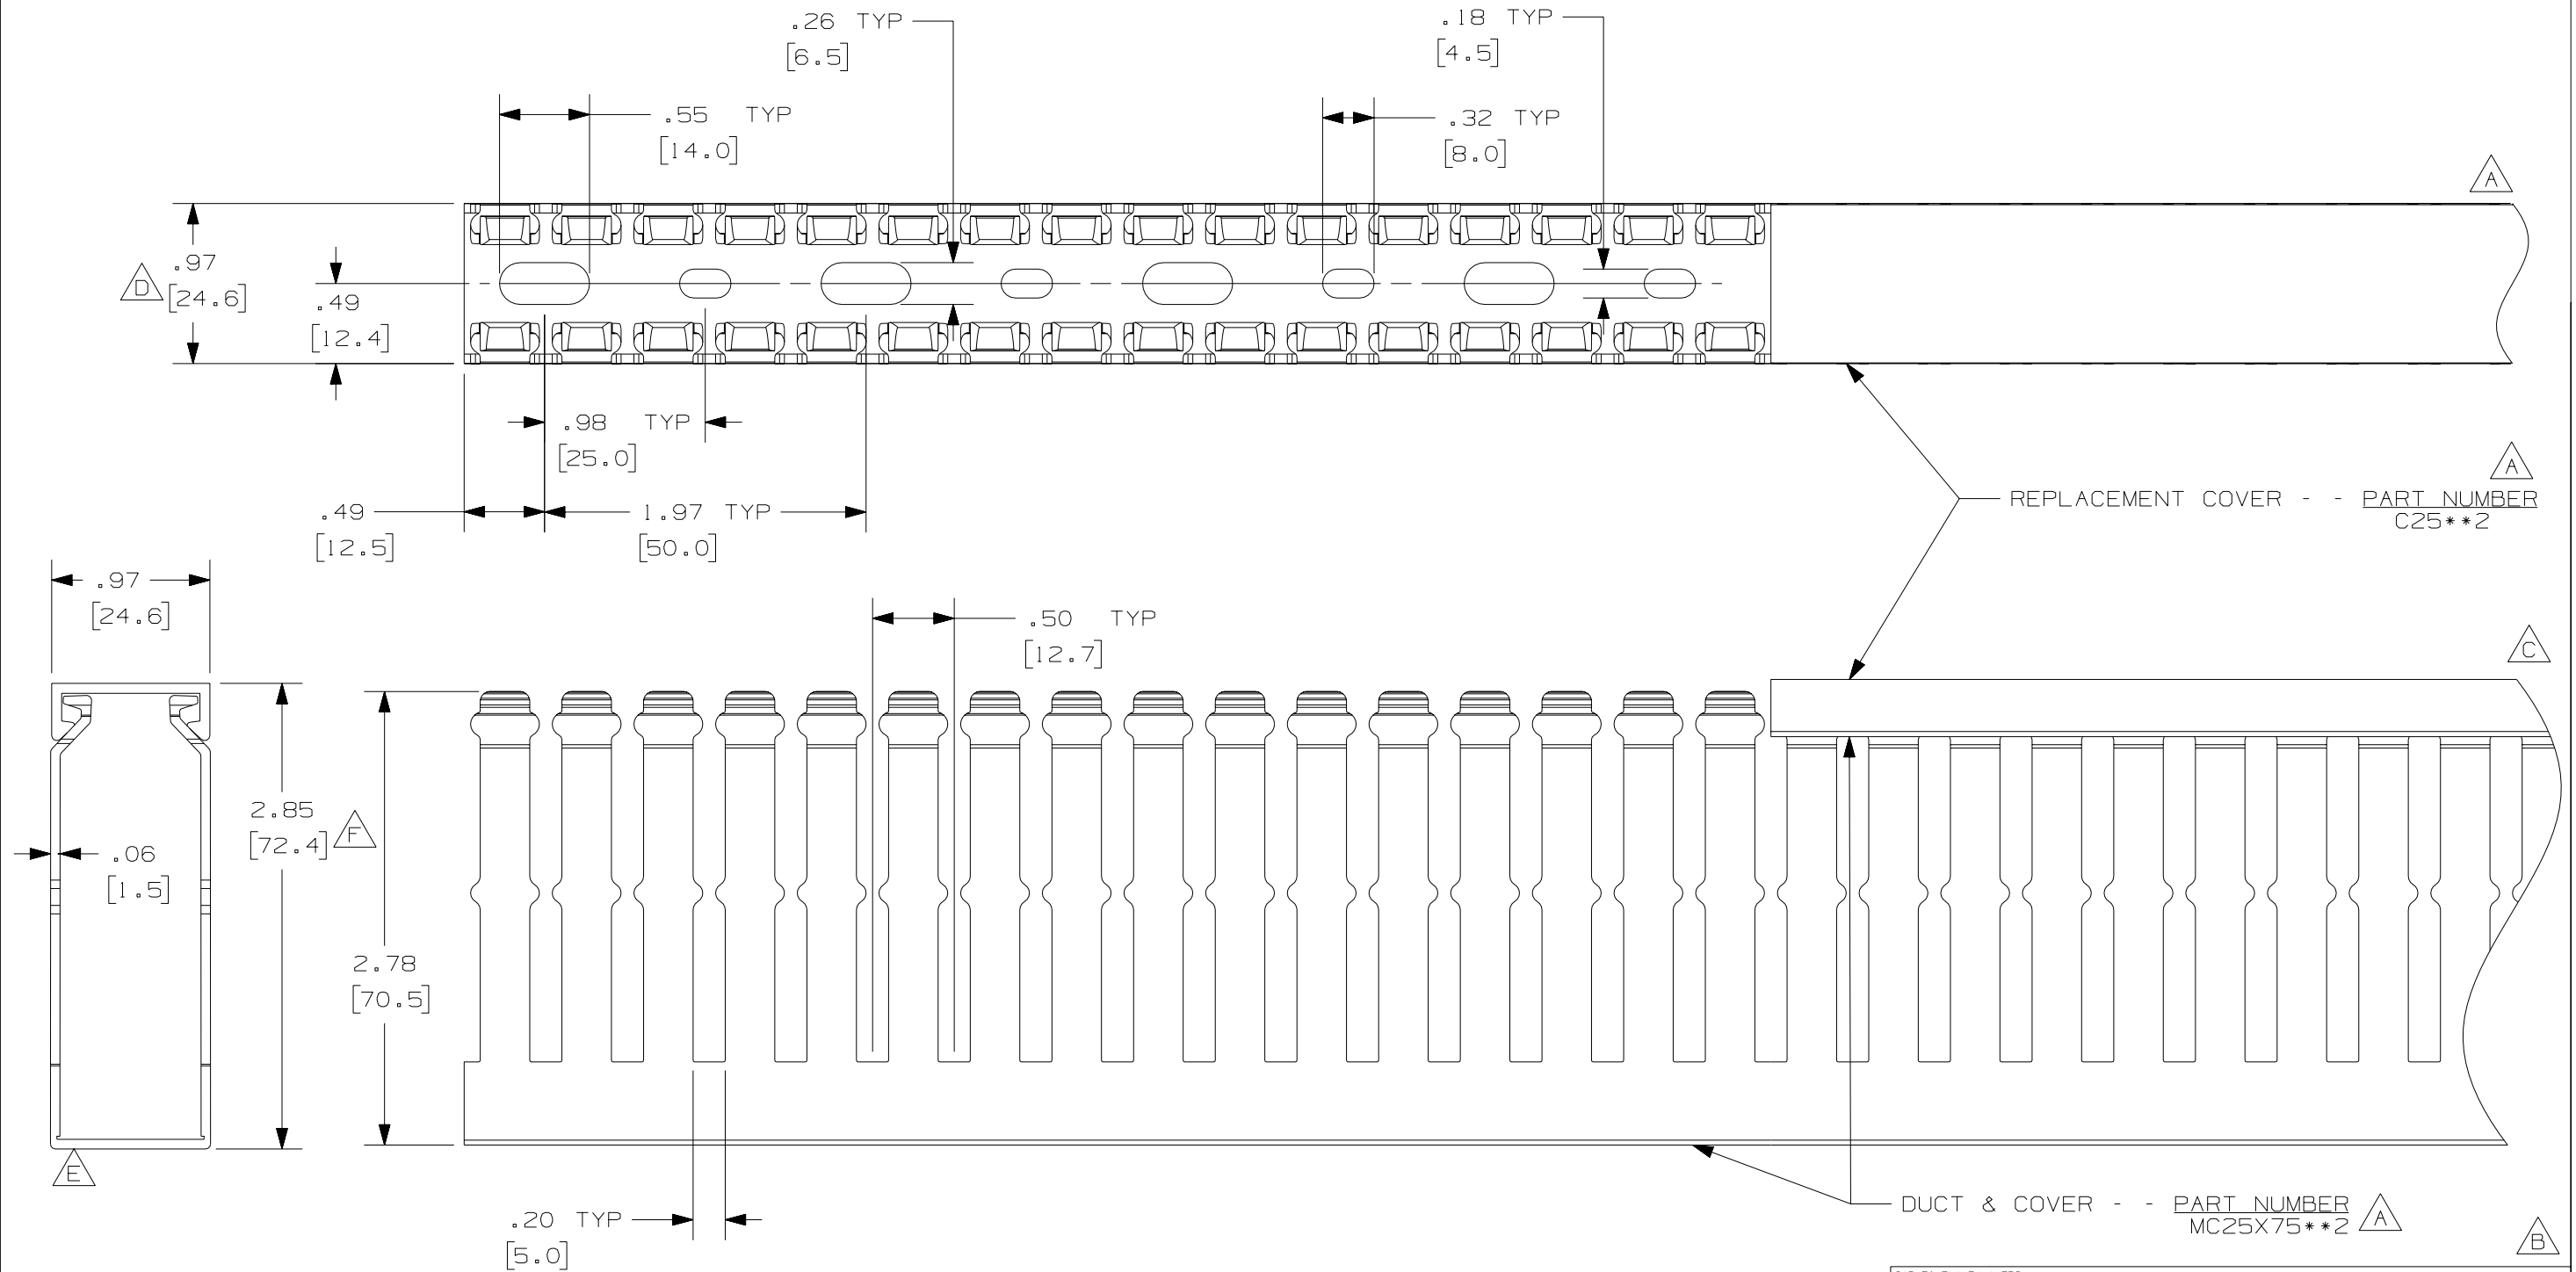 .26 TYP
[6.5]
.18 TYP
[4.5]
.55 TYP
[14.0]
.32 TYP
[8.0]
A
.97
[24.6]
D
.49
[12.4]
.98 TYP
[25.0]
A
REPLACEMENT COVER - - PART NUMBER
C25**2
.49
[12.5]
1.97 TYP
[50.0]
.97
[24.6]
.50 TYP
[12.7]
C
2.85
[72.4]
F
.06
[1.5]
2.78
[70.5]
E
DUCT & COVER - - PART NUMBER
MC25X75**2
A
.20 TYP
[5.0]
B